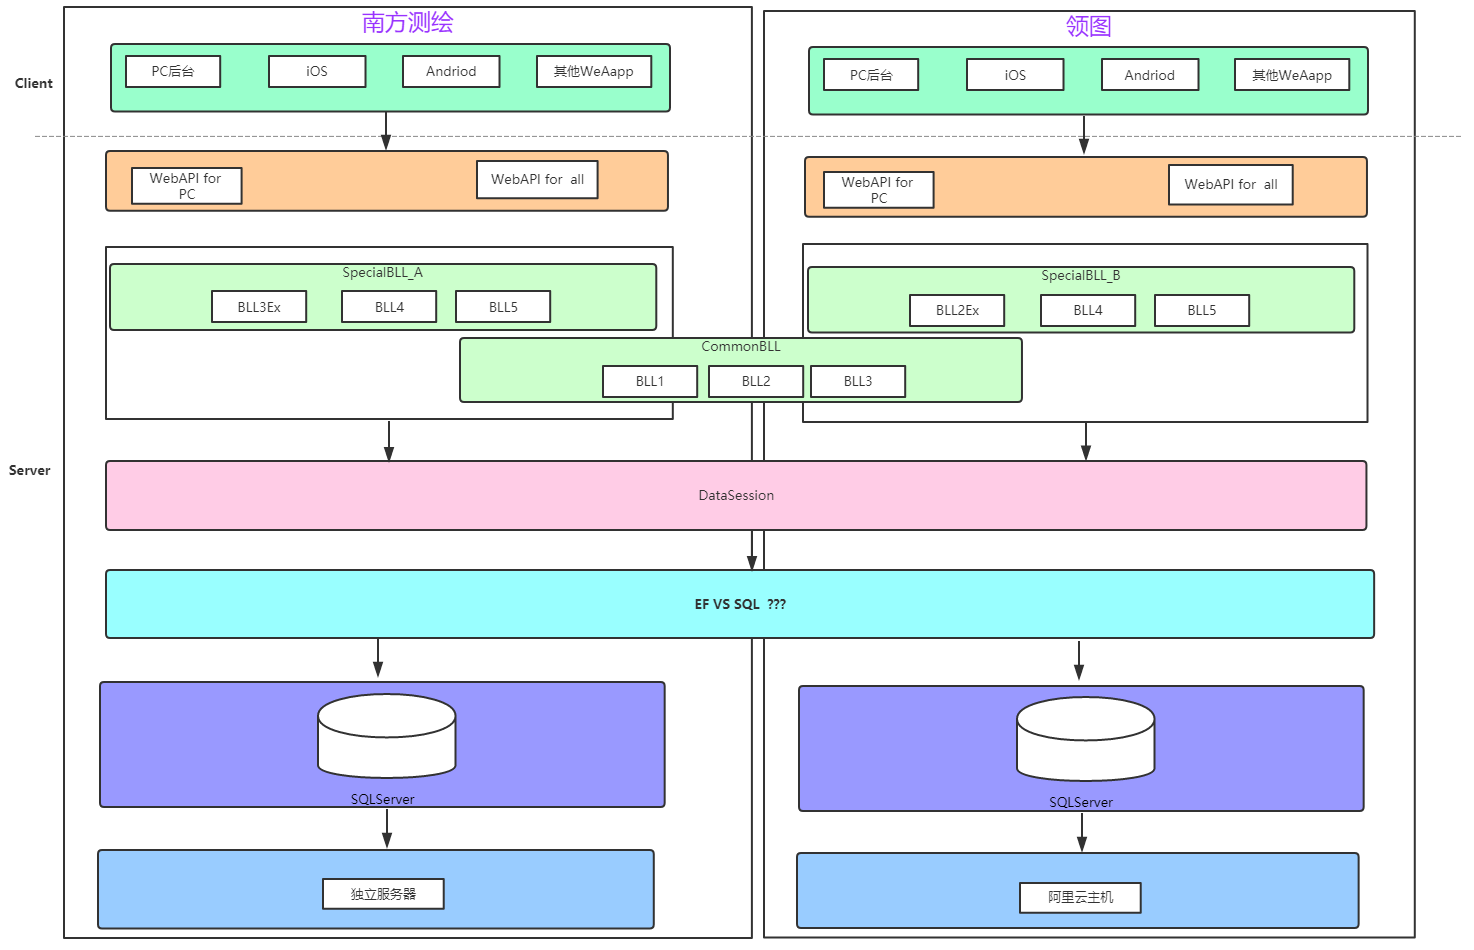 南方测绘
领图
Client
PC后台
iOS
Andriod
其他WeAapp
PC后台
iOS
Andriod
其他WeAapp
WebAPI for
PC
WebAPI for  all
WebAPI for
PC
WebAPI for  all
SpecialBLL_A
BLL3Ex
BLL4
BLL5
SpecialBLL_B
BLL2Ex
BLL4
BLL5
CommonBLL
BLL1
BLL2
BLL3
Server
DataSession
EF VS SQL  ???
SQLServer
SQLServer
独立服务器
阿里云主机